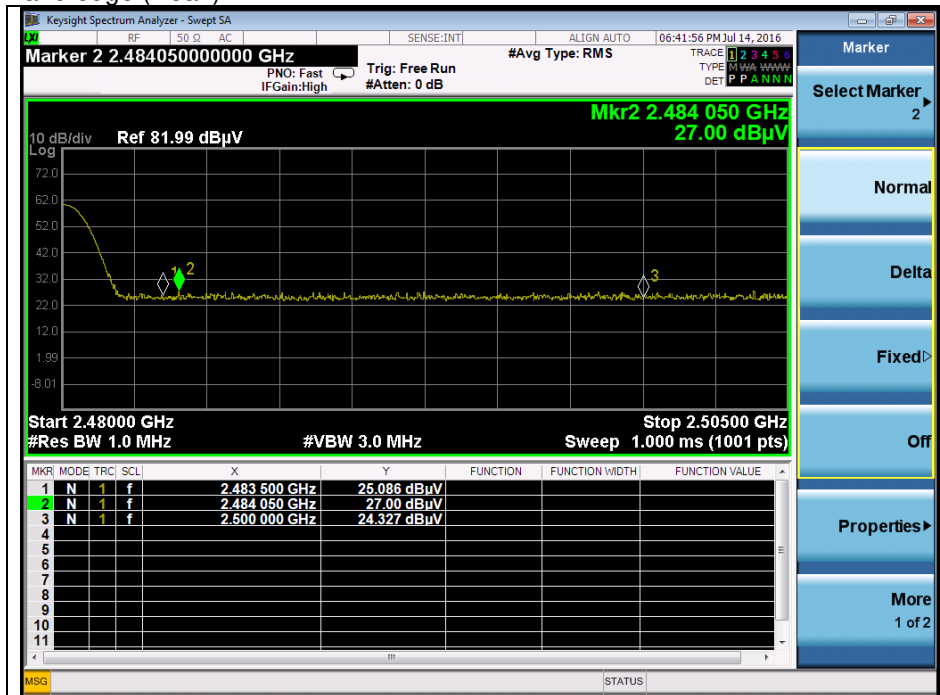 Keysight Spectrum Analyzer - Swept SA
LXI RF 50 Ω AC SENSE:INT ALIGN AUTO 06:41:56 PM Jul 14, 2016
Marker 2 2.484050000000 GHz
PNO: Fast
IFGain:High
Trig: Free Run
#Atten: 0 dB
#Avg Type: RMS
TRACE 1 2 3 4 5 6
TYPE M WA WWWW
DET P P A N N N
Mkr2 2.484 050 GHz
27.00 dBµV
10 dB/div Ref 81.99 dBµV
Log
72.0
62.0
52.0
42.0
32.0
22.0
12.0
1.99
-8.01
1
2
3
Start 2.48000 GHz Stop 2.50500 GHz
#Res BW 1.0 MHz #VBW 3.0 MHz Sweep 1.000 ms (1001 pts)
MKR MODE TRC SCL X Y FUNCTION FUNCTION WIDTH FUNCTION VALUE
1 N 1 f 2.483 500 GHz 25.086 dBµV
2 N 1 f 2.484 050 GHz 27.00 dBµV
3 N 1 f 2.500 000 GHz 24.327 dBµV
4
5
6
7
8
9
10
11
MSG STATUS
Marker
Select Marker
2
Normal
Delta
Fixed
Off
Properties
More
1 of 2